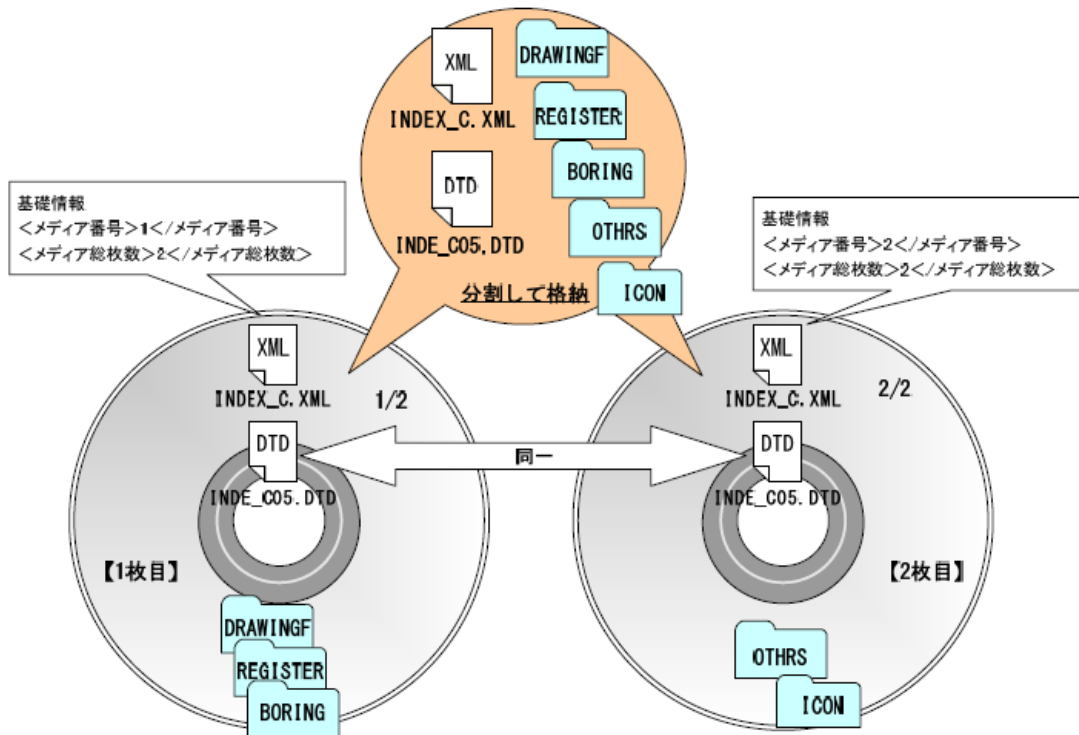 XML
INDEX_C.XML
DTD
INDE_C05.DTD
DRAWINGF
REGISTER
BORING
OTHRS
ICON
分割して格納
基礎情報
<メディア番号>1</メディア番号>
<メディア総枚数>2</メディア総枚数>
基礎情報
<メディア番号>2</メディア番号>
<メディア総枚数>2</メディア総枚数>
XML
INDEX_C.XML
1/2
DTD
INDE_C05.DTD
【1枚目】
DRAWINGF
REGISTER
BORING
同一
XML
INDEX_C.XML
2/2
DTD
INDE_C05.DTD
【2枚目】
OTHRS
ICON